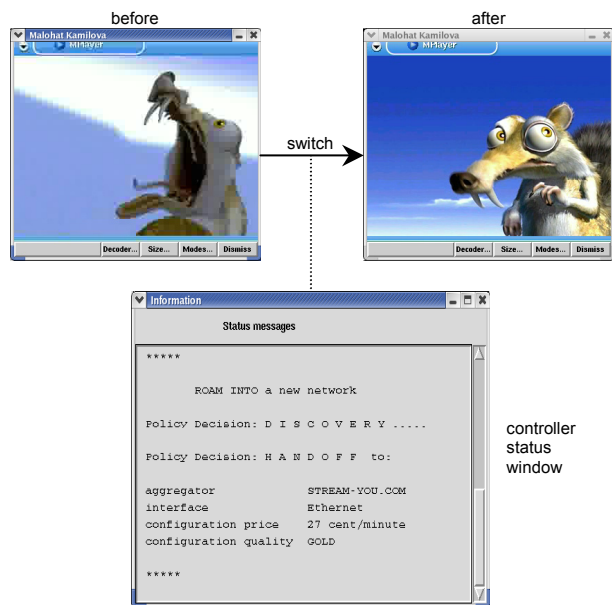 before
after
Malohat Kamilova
Malohat Kamilova
MPlayer
MPlayer
switch
Decoder... Size... Modes... Dismiss
Decoder... Size... Modes... Dismiss
Information
Status messages
*****
ROAM INTO a new network
Policy Decision: D I S C O V E R Y .....
Policy Decision: H A N D O F F to:
aggregator STREAM-YOU.COM
interface Ethernet
configuration price 27 cent/minute
configuration quality GOLD
*****
controller
status
window